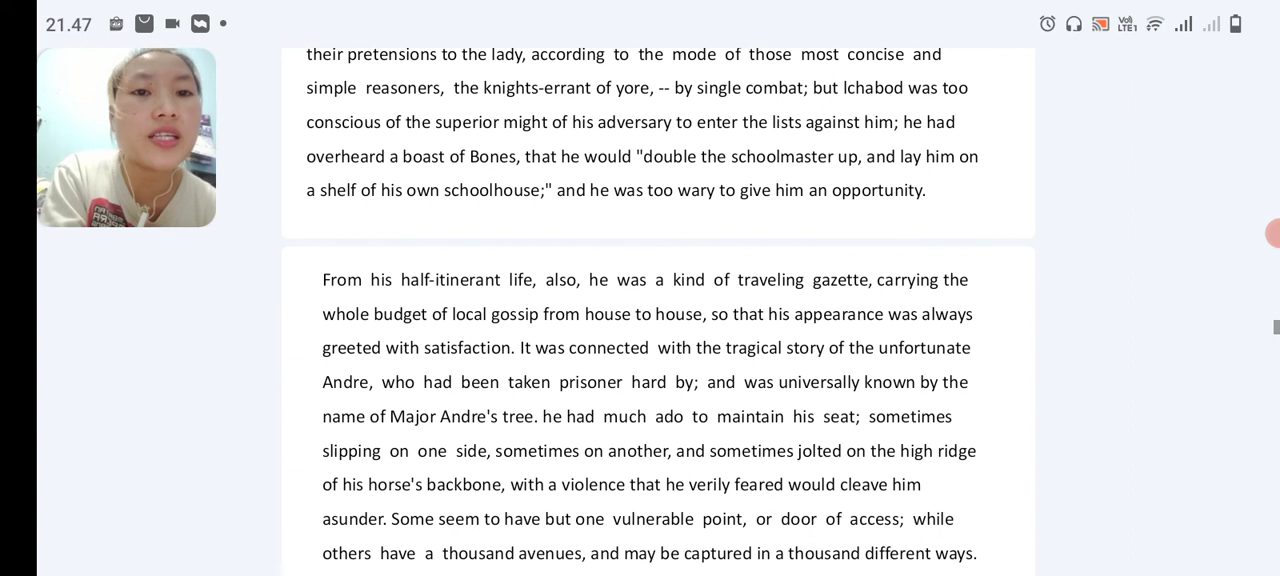 21.47
Vo)) LTE1
their pretensions to the lady, according to the mode of those most concise and
simple reasoners, the knights-errant of yore, -- by single combat; but Ichabod was too
conscious of the superior might of his adversary to enter the lists against him; he had
overheard a boast of Bones, that he would "double the schoolmaster up, and lay him on
a shelf of his own schoolhouse;" and he was too wary to give him an opportunity.
From his half-itinerant life, also, he was a kind of traveling gazette, carrying the
whole budget of local gossip from house to house, so that his appearance was always
greeted with satisfaction. It was connected with the tragical story of the unfortunate
Andre, who had been taken prisoner hard by; and was universally known by the
name of Major Andre's tree. he had much ado to maintain his seat; sometimes
slipping on one side, sometimes on another, and sometimes jolted on the high ridge
of his horse's backbone, with a violence that he verily feared would cleave him
asunder. Some seem to have but one vulnerable point, or door of access; while
others have a thousand avenues, and may be captured in a thousand different ways.